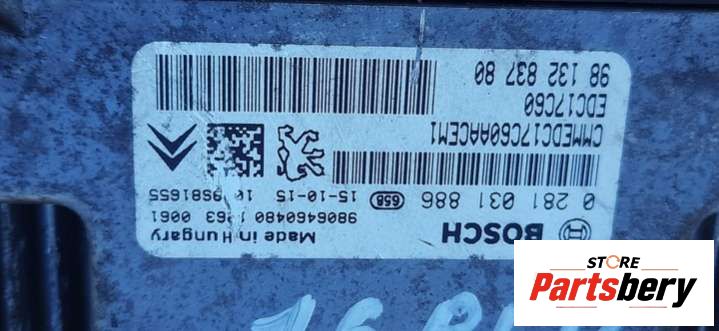 BOSCH
Made in Hungary
0 281 031 886
658
9806460480
0061
15-10-15
CMMEDC17C60AACEM1
EDC17C60
98 132 837 80
STORE
Partsbery